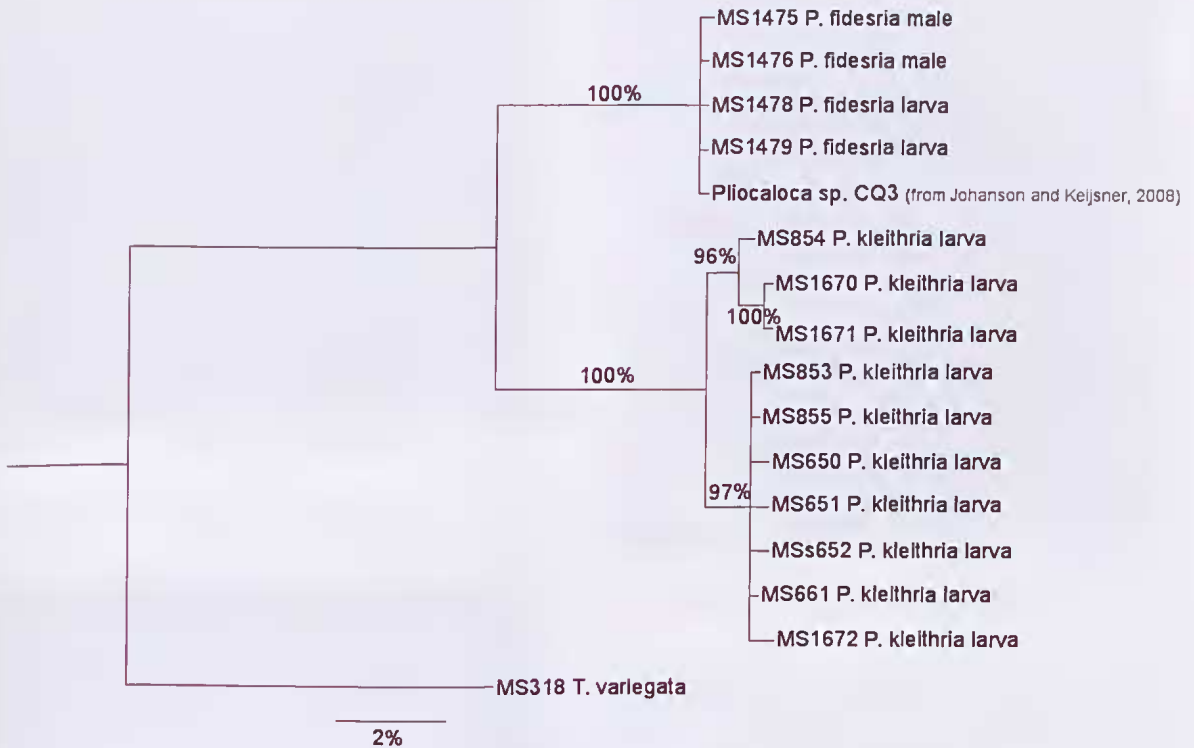 MS1475 P. fidesria male
MS1476 P. fidesria male
100%
MS1478 P. fidesria larva
MS1479 P. fidesria larva
Pliocaloca sp. CQ3 (from Johanson and Keijsner, 2008)
MS854 P. kleithria larva
96%
MS1670 P. kleithria larva
100%
MS1671 P. kleithria larva
100%
MS853 P. kleithria larva
MS855 P. kleithria larva
MS650 P. kleithria larva
97%
MS651 P. kleithria larva
MSs652 P. kleithria larva
MS661 P. kleithria larva
MS1672 P. kleithria larva
MS318 T. variegata
2%